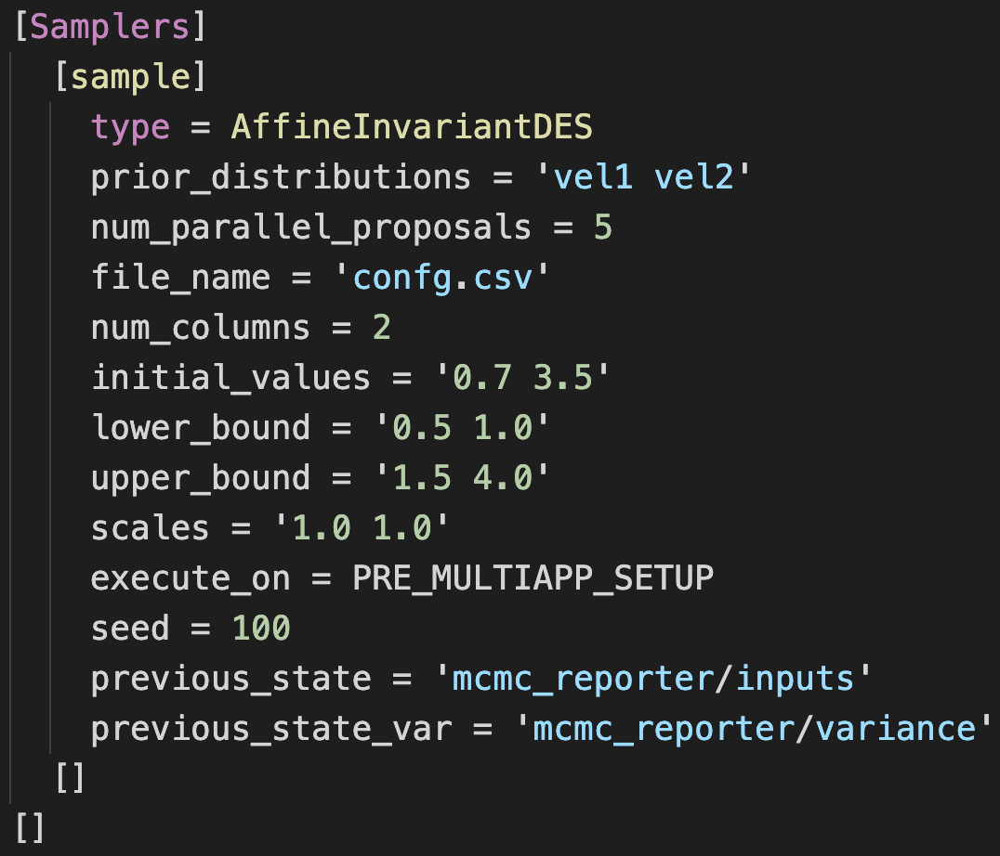 [Samplers]
[sample]
type = AffineInvariantDES
prior_distributions = 'vel1 vel2'
num_parallel_proposals = 5
file_name = 'confg.csv'
num_columns = 2
initial_values = '0.7 3.5'
lower_bound = '0.5 1.0'
upper_bound = '1.5 4.0'
scales = '1.0 1.0'
execute_on = PRE_MULTIAPP_SETUP
seed = 100
previous_state = 'mcmc_reporter/inputs'
previous_state_var = 'mcmc_reporter/variance'
[]
[]